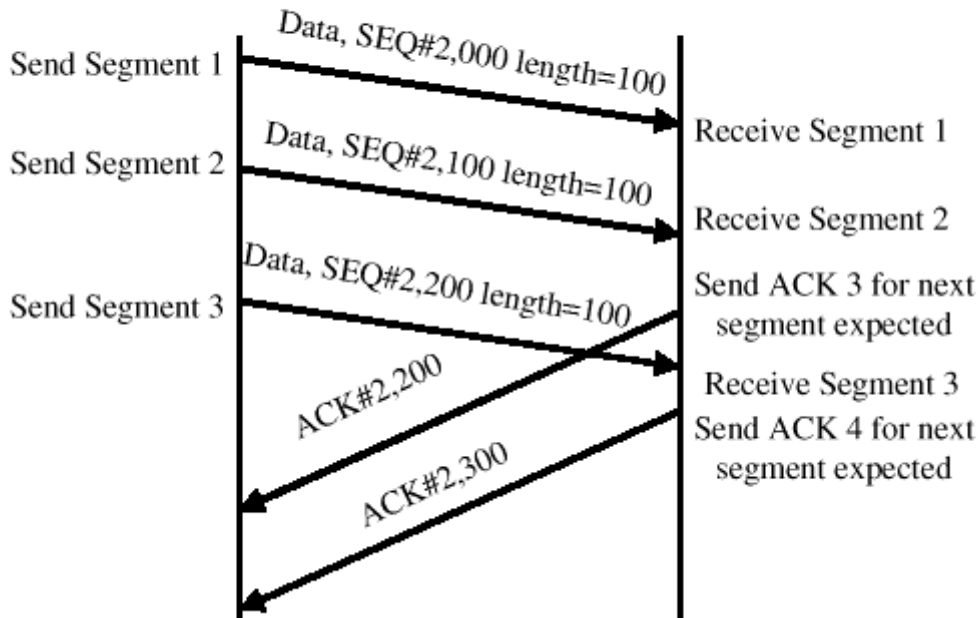 Data, SEQ#2,000 length=100
Send Segment 1
Receive Segment 1
Data, SEQ#2,100 length=100
Send Segment 2
Receive Segment 2
Data, SEQ#2,200 length=100
Send Segment 3
Send ACK 3 for next
segment expected
ACK#2,200
Receive Segment 3
Send ACK 4 for next
segment expected
ACK#2,300